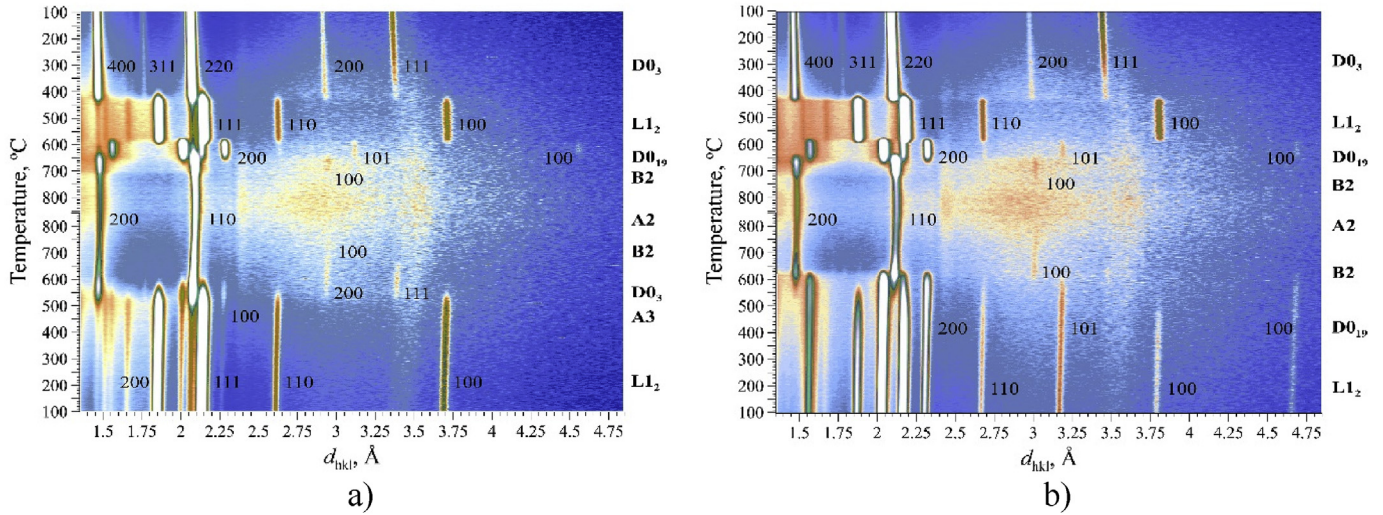 100
200
300
400
500
600
700
800
800
700
600
500
400
300
200
100
Temperature, ºC
400 311 220 200 111
111 110 100
200 101 100
100
200 110
100
200 111
100
200 111 110 100
1.5 1.75 2 2.25 2.5 2.75 3 3.25 3.5 3.75 4 4.25 4.5 4.75
d_hkl, Å
D0₃
L1₂
D0₁₉
B2
A2
B2
D0₃
A3
L1₂
a)
100
200
300
400
500
600
700
800
800
700
600
500
400
300
200
100
Temperature, ºC
400 311 220 200 111
111 110 100
200 101 100
100
200 110
100
200 101 100
110 100
1.5 1.75 2 2.25 2.5 2.75 3 3.25 3.5 3.75 4 4.25 4.5 4.75
d_hkl, Å
D0₃
L1₂
D0₁₉
B2
A2
B2
D0₁₉
L1₂
b)